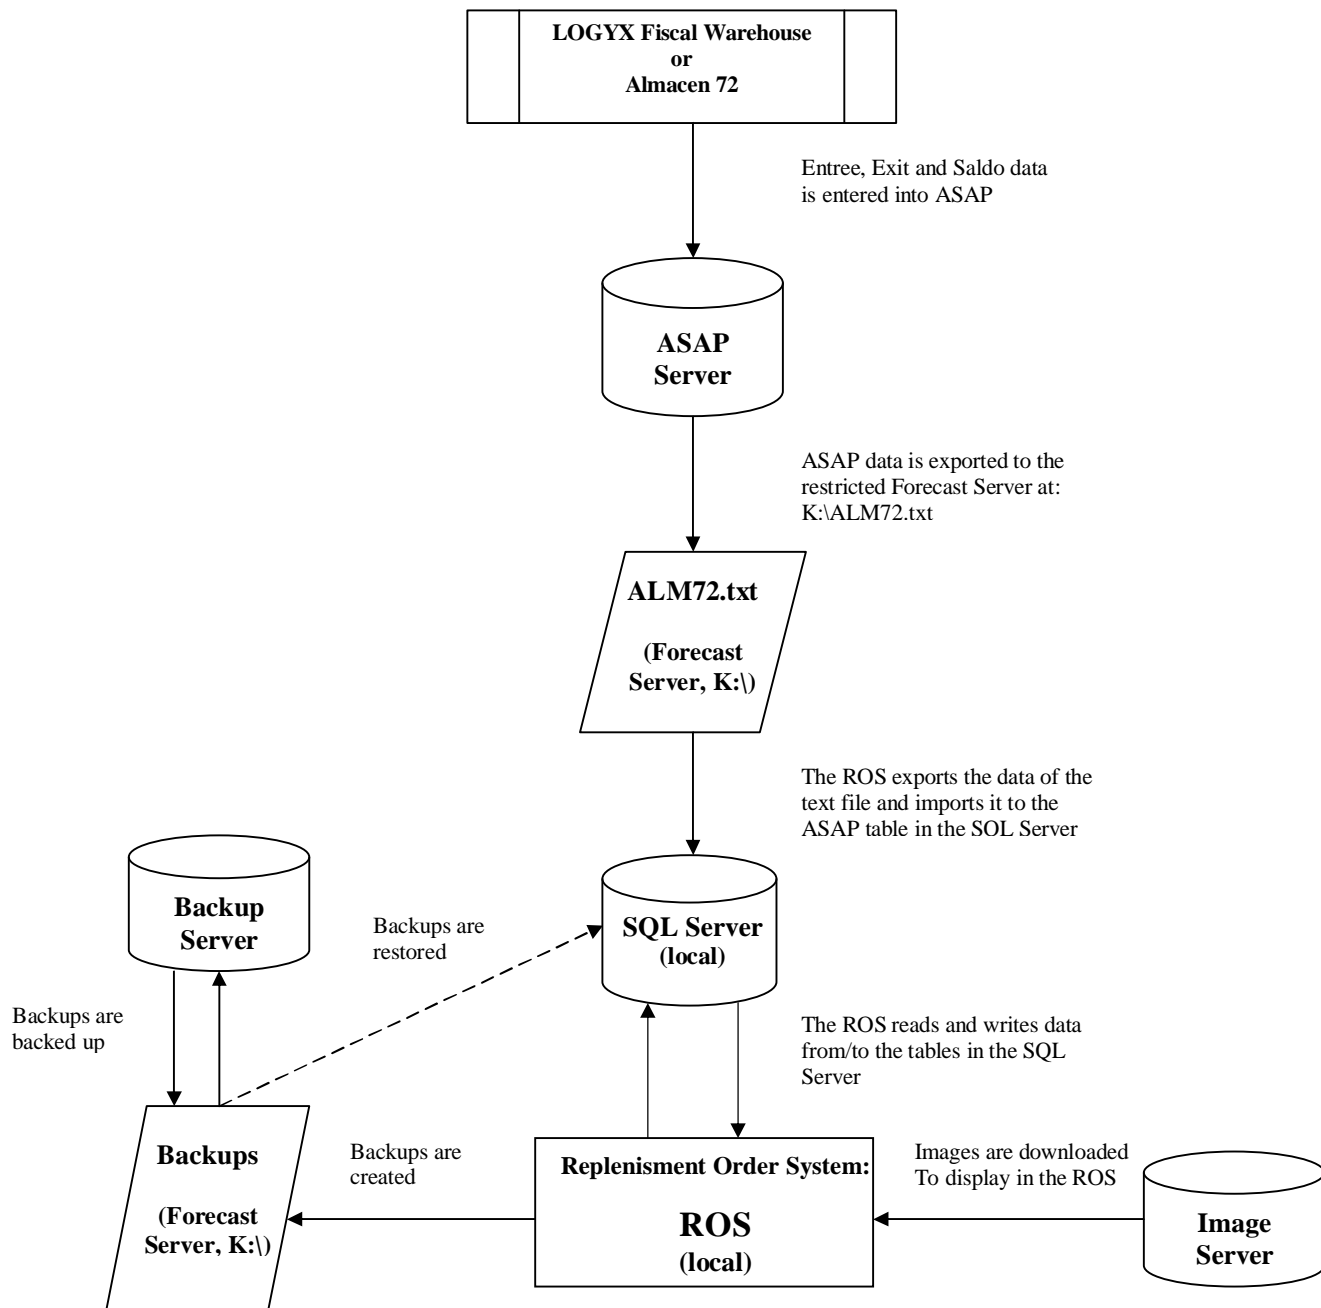 LOGYX Fiscal Warehouse
or
Almacen 72
Entree, Exit and Saldo data
is entered into ASAP
ASAP
Server
ASAP data is exported to the
restricted Forecast Server at:
K:\ALM72.txt
ALM72.txt
(Forecast
Server, K:\)
The ROS exports the data of the
text file and imports it to the
ASAP table in the SOL Server
Backup
Server
Backups are
restored
SQL Server
(local)
Backups are
backed up
The ROS reads and writes data
from/to the tables in the SQL
Server
Backups
(Forecast
Server, K:\)
Backups are
created
Replenisment Order System:
ROS
(local)
Images are downloaded
To display in the ROS
Image
Server